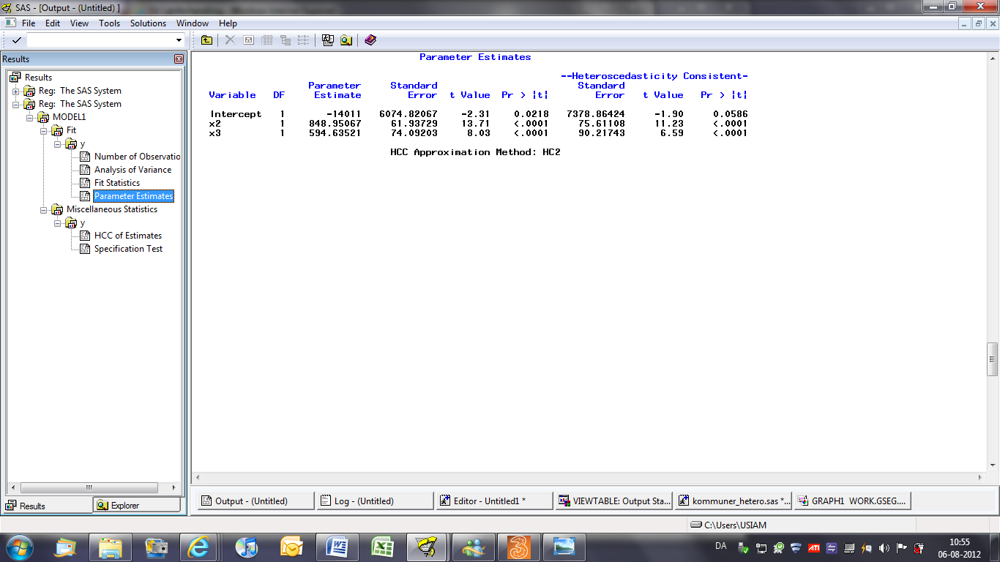 SAS - [Output - (Untitled) ]
File Edit View Tools Solutions Window Help
Results
Results
Reg: The SAS System
Reg: The SAS System
MODEL1
Fit
y
Number of Observatio
Analysis of Variance
Fit Statistics
Parameter Estimates
Miscellaneous Statistics
y
HCC of Estimates
Specification Test
Results Explorer
Parameter Estimates
--Heteroscedasticity Consistent-
Parameter Standard Standard
Variable DF Estimate Error t Value Pr > |t| Error t Value Pr > |t|
Intercept 1 -14011 6074.82067 -2.31 0.0218 7378.86424 -1.90 0.0586
x2 1 848.95067 61.93729 13.71 <.0001 75.61108 11.23 <.0001
x3 1 594.63521 74.09203 8.03 <.0001 90.21743 6.59 <.0001
HCC Approximation Method: HC2
Output - (Untitled) Log - (Untitled) Editor - Untitled1 * VIEWTABLE: Output Sta... kommuner_hetero.sas *... GRAPH1 WORK.GSEG....
C:\Users\USIAM
DA ATI 10:55
06-08-2012